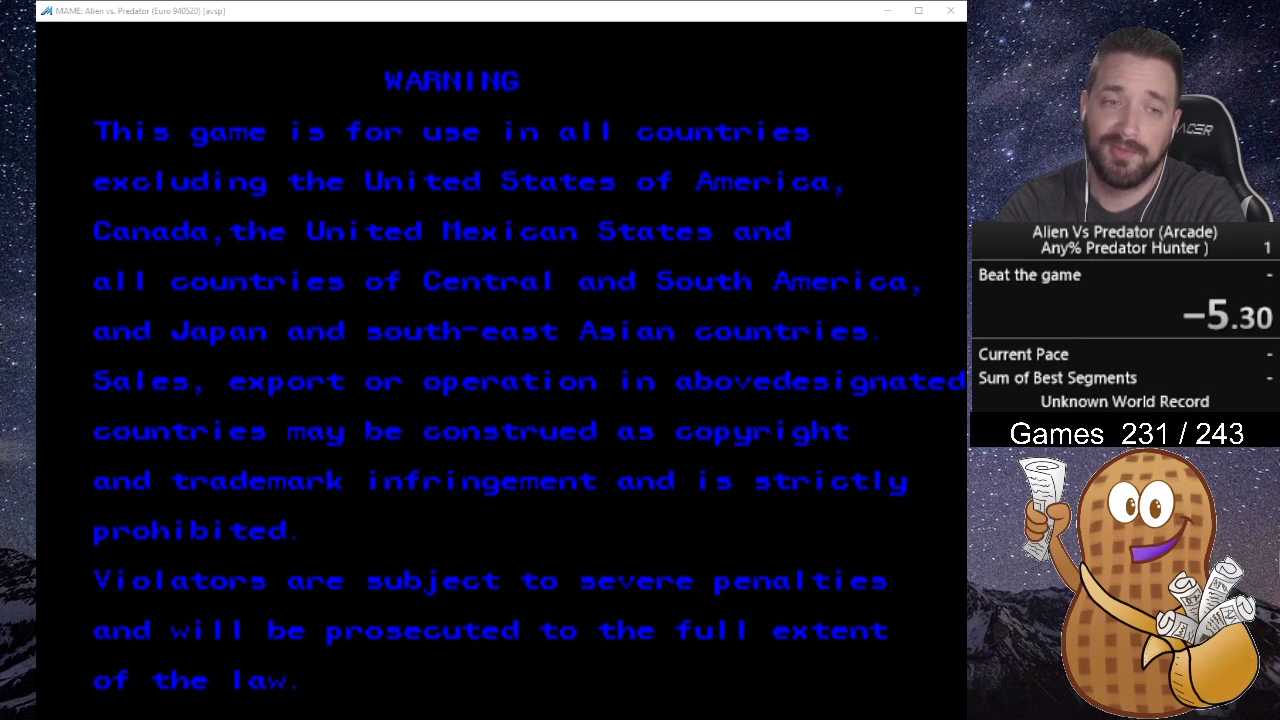 MAME: Alien vs. Predator (Euro 940520) [avsp]
WARNING
This game is for use in all countries
excluding the United States of America,
Canada,the United Mexican States and
all countries of Central and South America,
and Japan and south-east Asian countries.
Sales, export or operation in abovedesignated
countries may be construed as copyright
and trademark infringement and is strictly
prohibited.
Violators are subject to severe penalties
and will be prosecuted to the full extent
of the law.
ACER
Alien Vs Predator (Arcade)
Any% Predator Hunter ) 1
Beat the game -
-5.30
Current Pace -
Sum of Best Segments -
Unknown World Record
Games 231 / 243